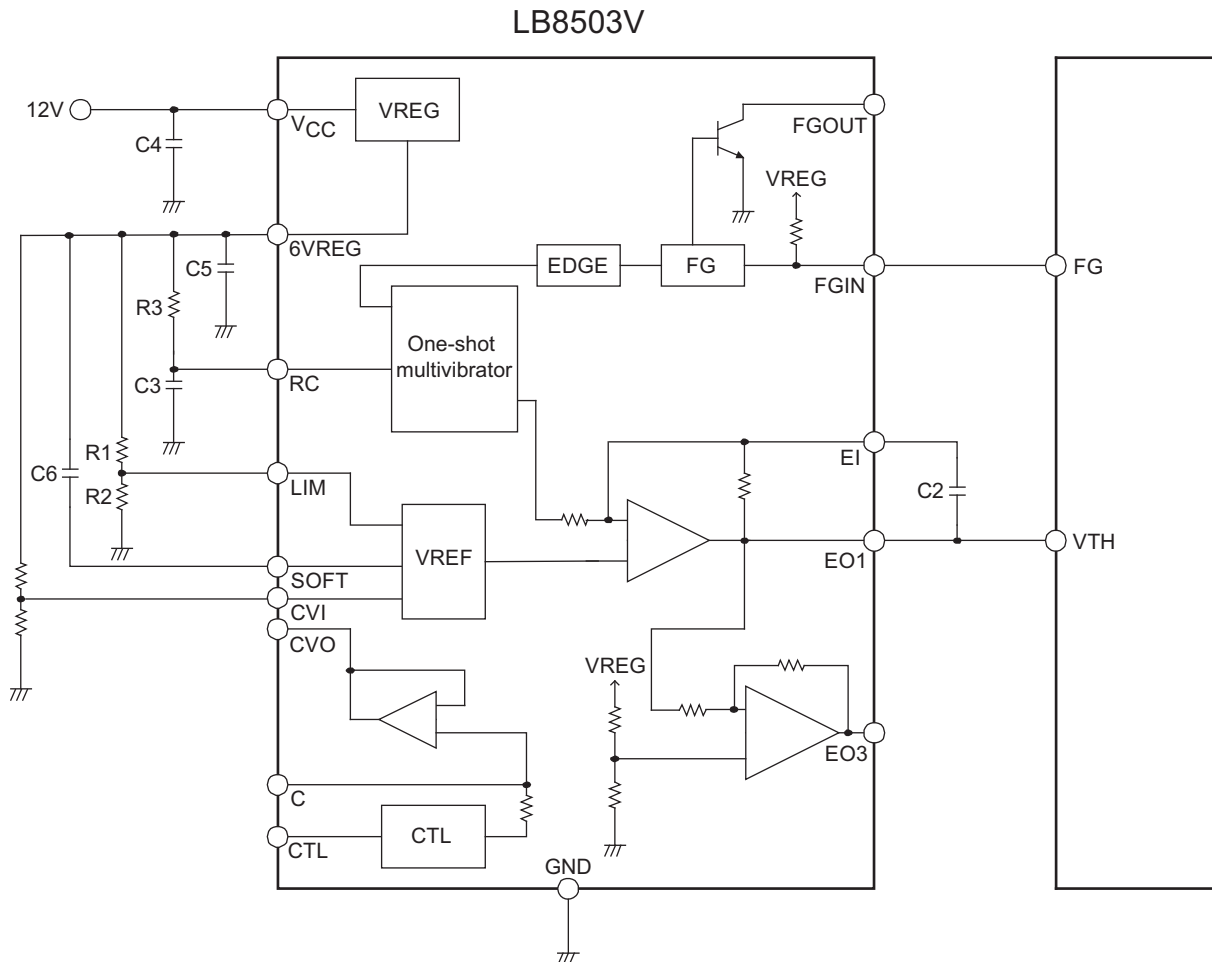 LB8503V
12V
VCC
VREG
C4
FGOUT
VREG
6VREG
C5
EDGE
FG
FGIN
FG
R3
One-shot
multivibrator
RC
C3
R1
EI
C6
LIM
R2
C2
VREF
SOFT
EO1
VTH
CVI
CVO
VREG
EO3
C
CTL
CTL
GND